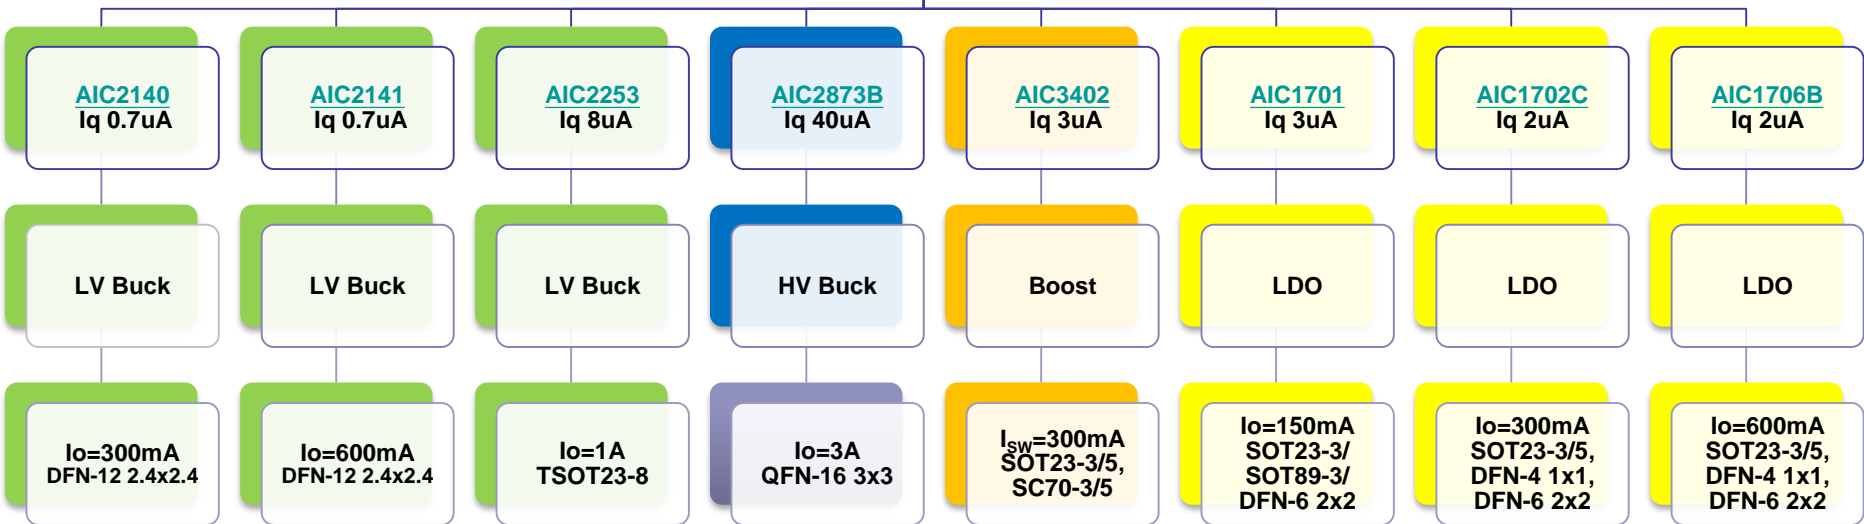 AIC2140
Iq 0.7uA
AIC2141
Iq 0.7uA
AIC2253
Iq 8uA
AIC2873B
Iq 40uA
AIC3402
Iq 3uA
AIC1701
Iq 3uA
AIC1702C
Iq 2uA
AIC1706B
Iq 2uA
LV Buck
LV Buck
LV Buck
HV Buck
Boost
LDO
LDO
LDO
Io=300mA
DFN-12 2.4x2.4
Io=600mA
DFN-12 2.4x2.4
Io=1A
TSOT23-8
Io=3A
QFN-16 3x3
ISW=300mA
SOT23-3/5,
SC70-3/5
Io=150mA
SOT23-3/
SOT89-3/
DFN-6 2x2
Io=300mA
SOT23-3/5,
DFN-4 1x1,
DFN-6 2x2
Io=600mA
SOT23-3/5,
DFN-4 1x1,
DFN-6 2x2